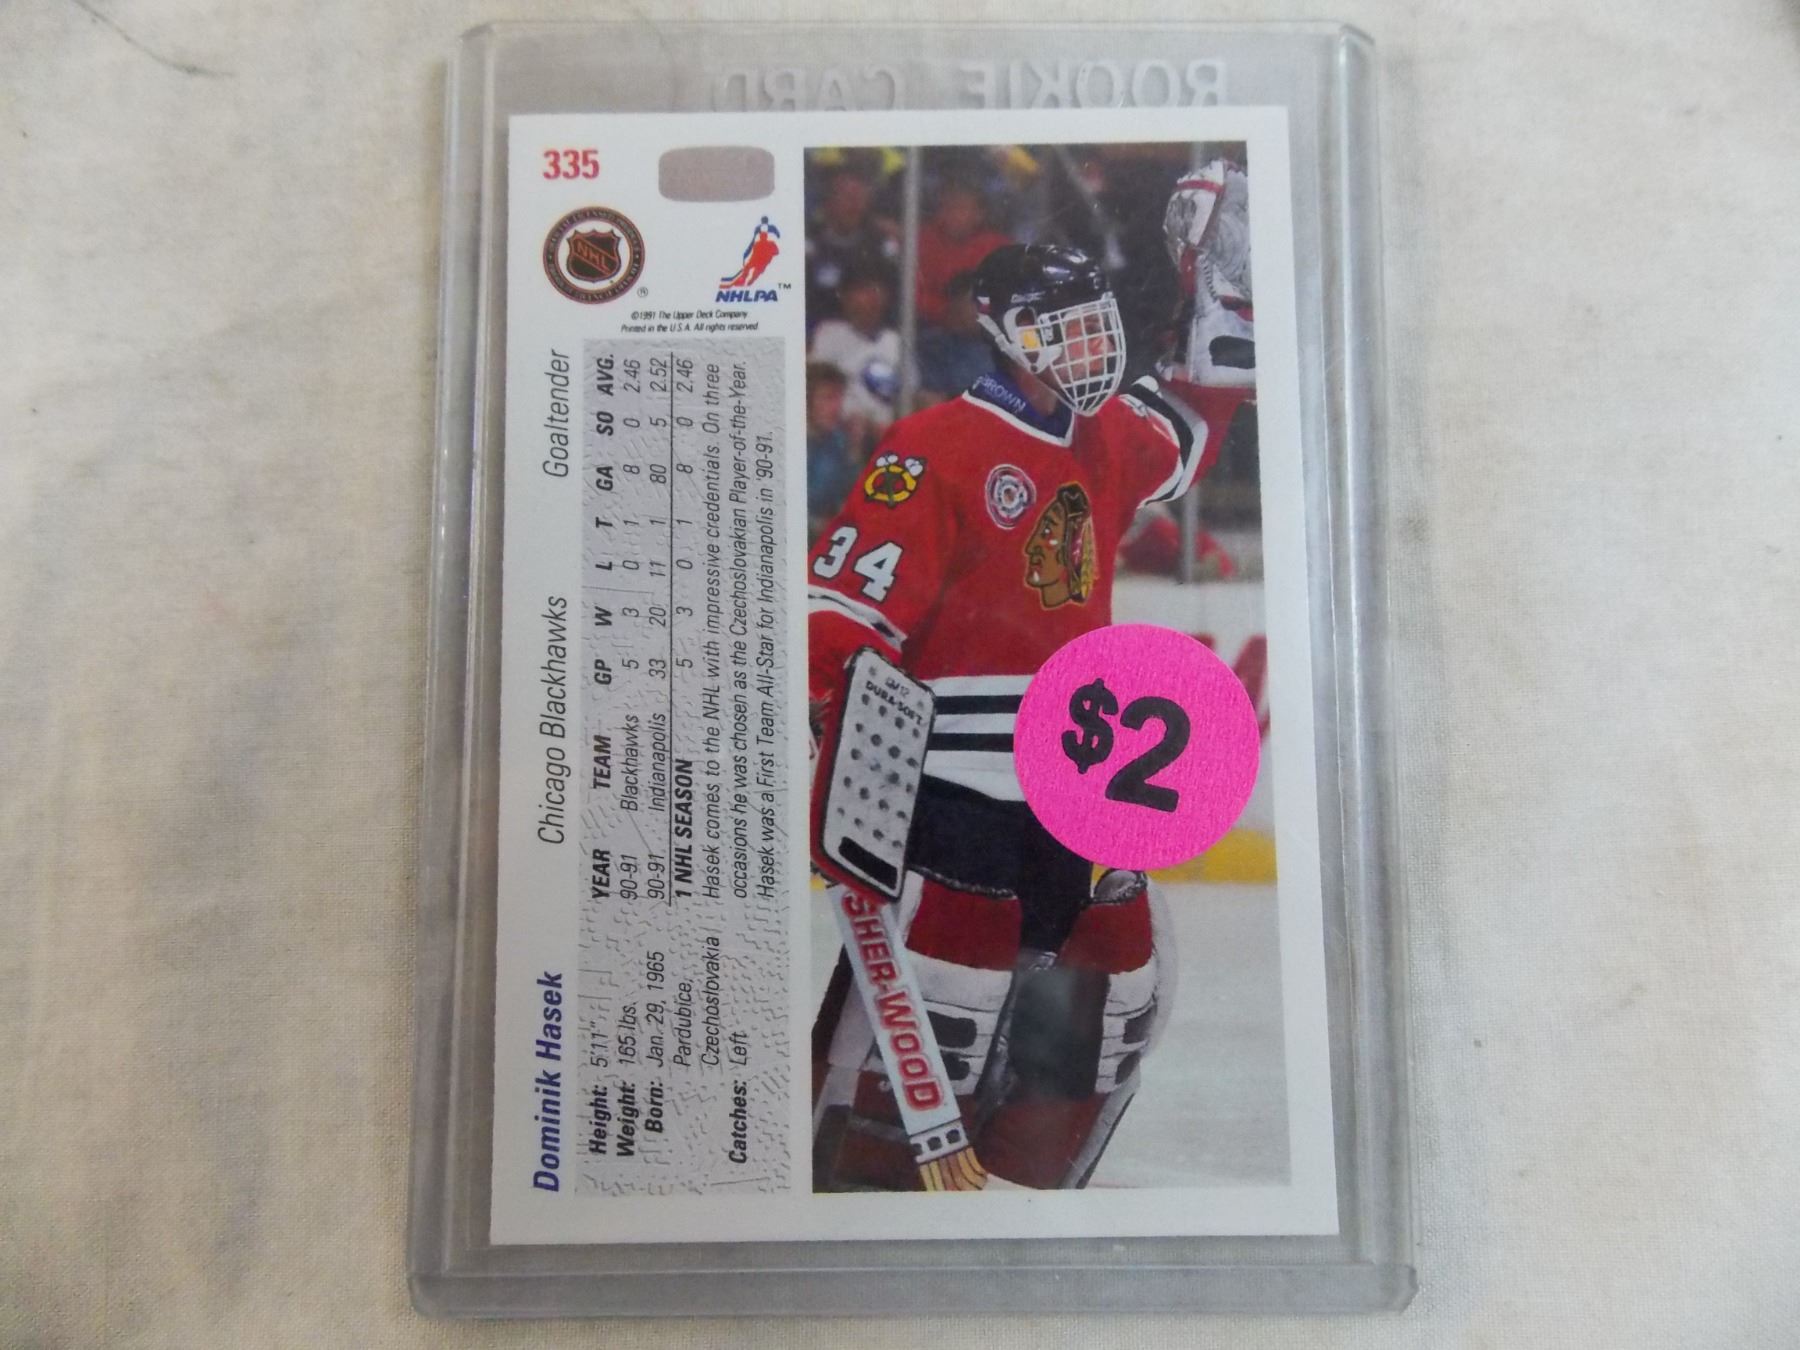 ROOKIE CARD
335
NHL
®
NHLPA™
©1991 The Upper Deck Company
Printed in the U.S.A. All rights reserved
Dominik Hasek Chicago Blackhawks Goaltender
Height: 5'11"
Weight: 165 lbs.
Born: Jan. 29, 1965
Pardubice,
Czechoslovakia
Catches: Left
YEAR TEAM GP W L T GA SO AVG.
90-91 Blackhawks 5 3 0 1 8 0 2.46
90-91 Indianapolis 33 20 11 1 80 5 2.52
1 NHL SEASON 5 3 0 1 8 0 2.46
Hasek comes to the NHL with impressive credentials. On three
occasions he was chosen as the Czechoslovakian Player-of-the-Year.
Hasek was a First Team All-Star for Indianapolis in '90-91.
BROWN
34
DURA-SOFT
SHER-WOOD
$2